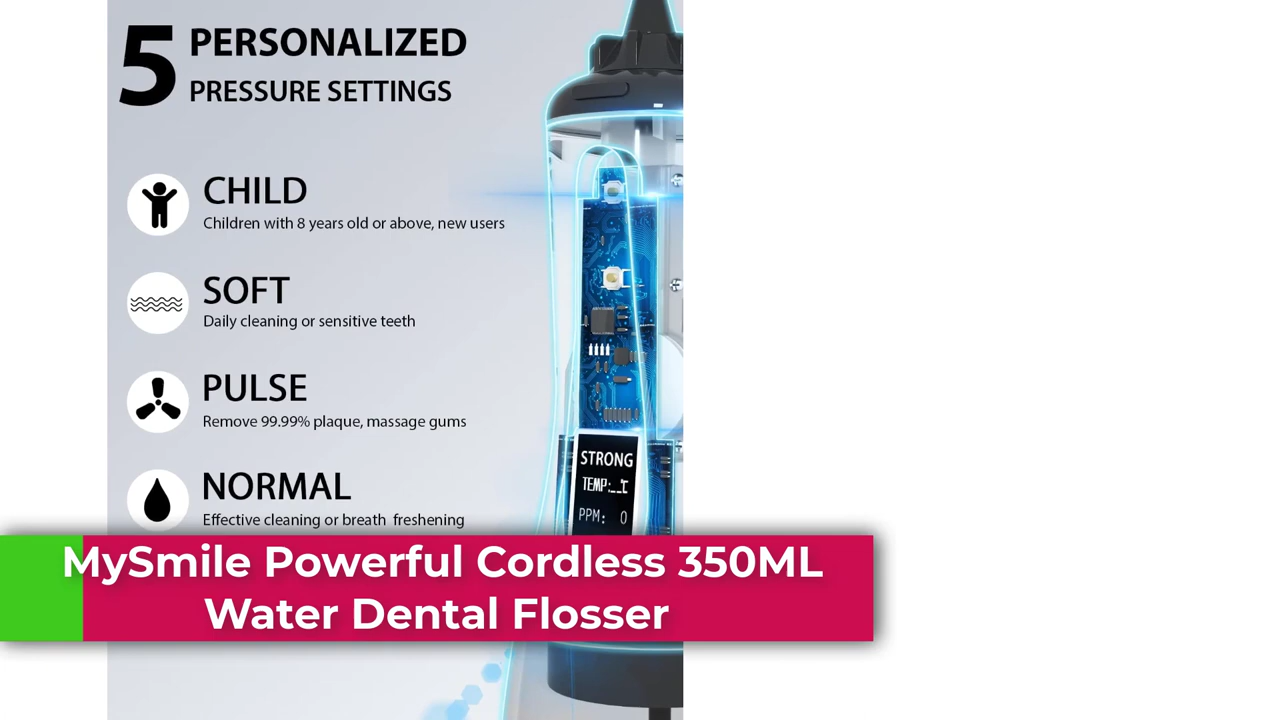 5 PERSONALIZED
PRESSURE SETTINGS
CHILD
Children with 8 years old or above, new users
SOFT
Daily cleaning or sensitive teeth
PULSE
Remove 99.99% plaque, massage gums
NORMAL
Effective cleaning or breath freshening
STRONG
TEMP:__℃
PPM: 0
MySmile Powerful Cordless 350ML
Water Dental Flosser